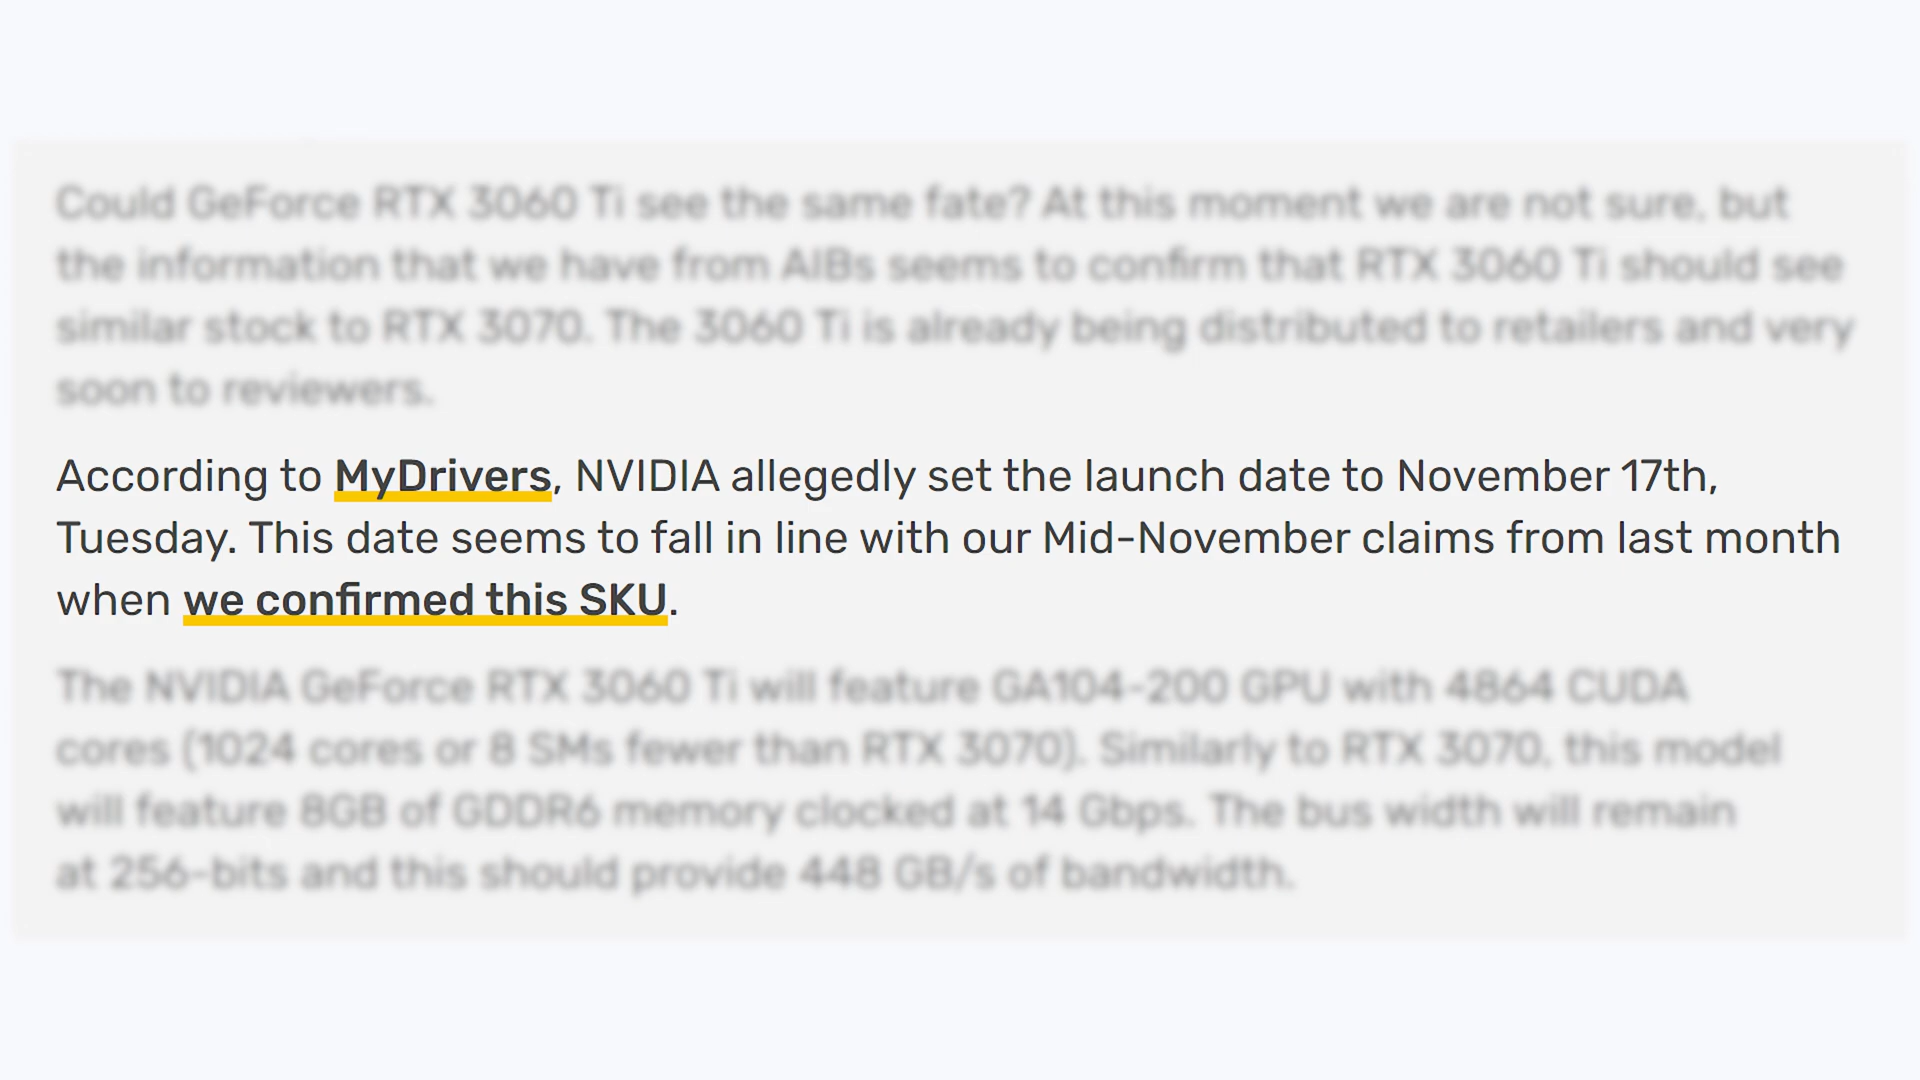 Could GeForce RTX 3060 Ti see the same fate? At this moment we are not sure, but
the information that we have from AIBs seems to confirm that RTX 3060 Ti should see
similar stock to RTX 3070. The 3060 Ti is already being distributed to retailers and very
soon to reviewers.
According to MyDrivers, NVIDIA allegedly set the launch date to November 17th,
Tuesday. This date seems to fall in line with our Mid-November claims from last month
when we confirmed this SKU.
The NVIDIA GeForce RTX 3060 Ti will feature GA104-200 GPU with 4864 CUDA
cores (1024 cores or 8 SMs fewer than RTX 3070). Similarly to RTX 3070, this model
will feature 8GB of GDDR6 memory clocked at 14 Gbps. The bus width will remain
at 256-bits and this should provide 448 GB/s of bandwidth.